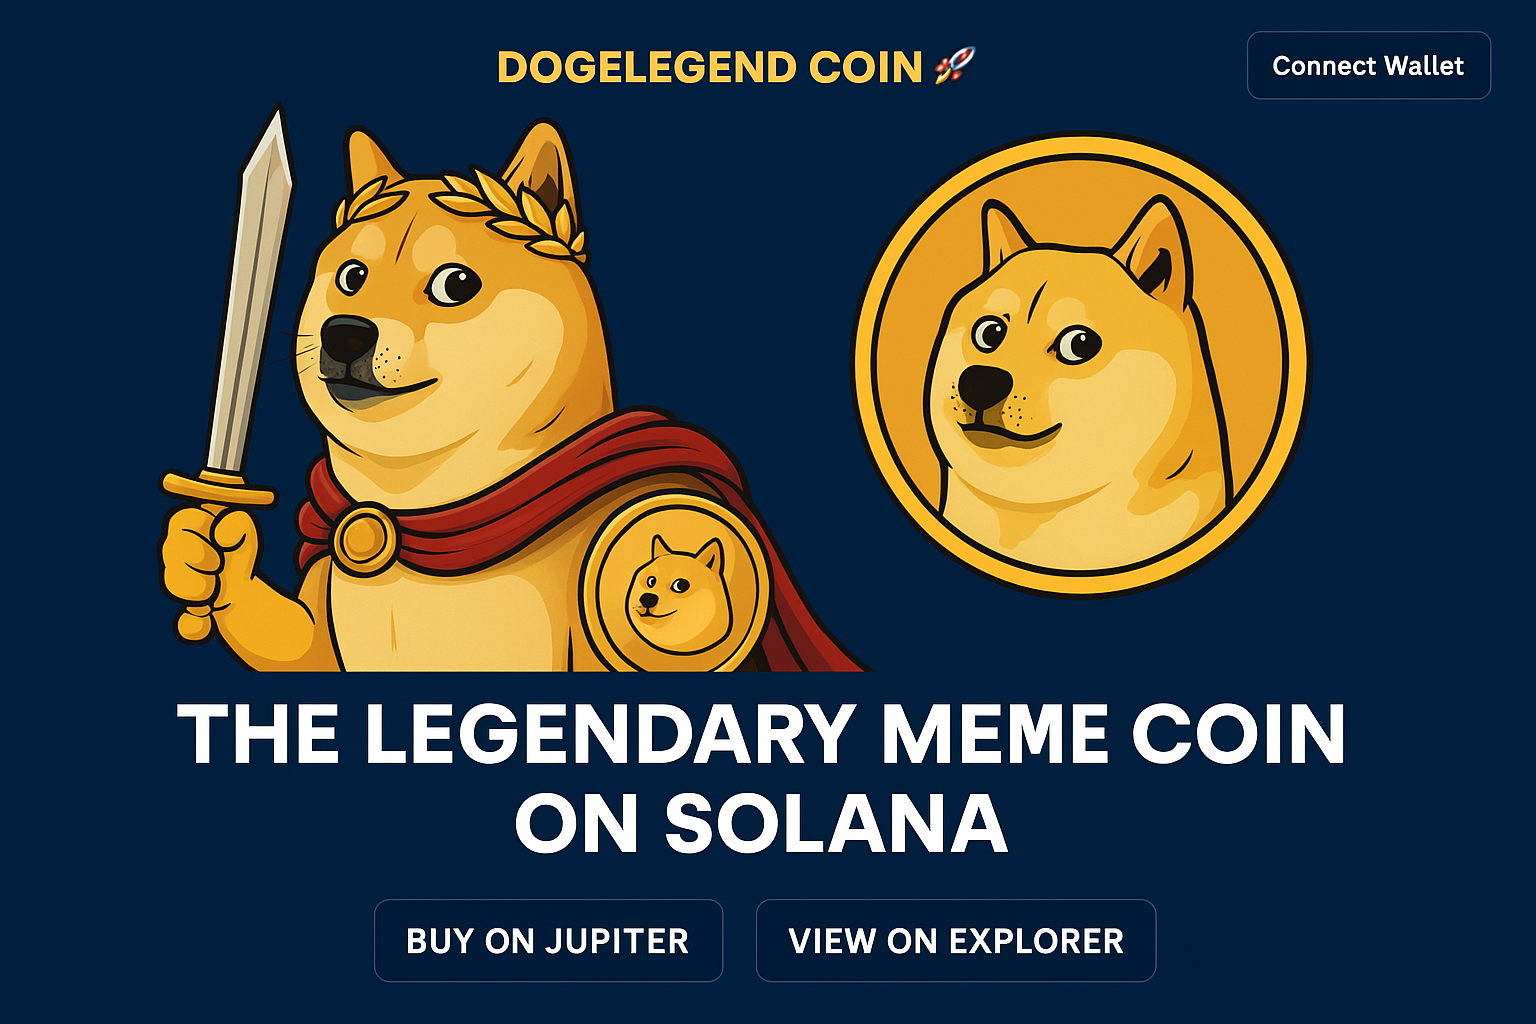 DOGELEGEND COIN 🚀
Connect Wallet
THE LEGENDARY MEME COIN
ON SOLANA
BUY ON JUPITER
VIEW ON EXPLORER